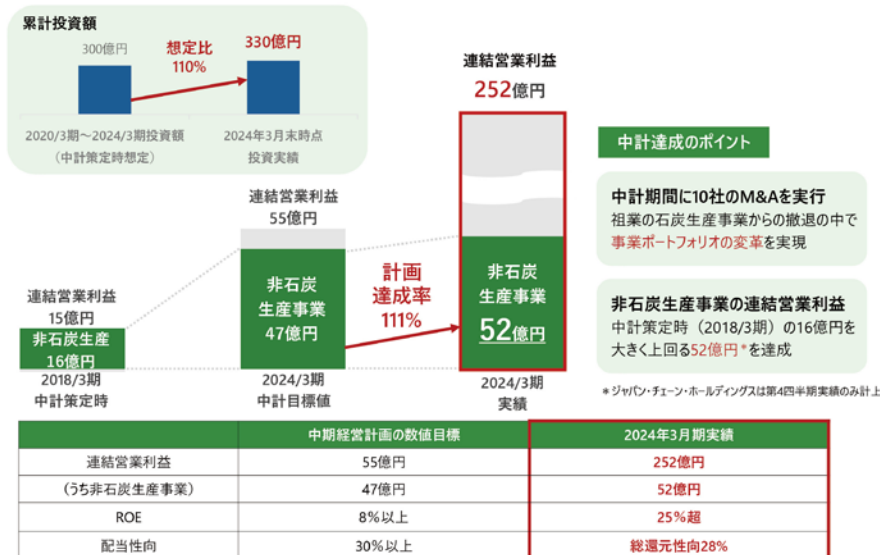 累計投資額
300億円
想定比
110%
330億円
2020/3期～2024/3期投資額
（中計策定時想定）
2024年3月末時点
投資実績
連結営業利益
15億円
非石炭生産
16億円
2018/3期
中計策定時
連結営業利益
55億円
非石炭
生産事業
47億円
2024/3期
中計目標値
計画
達成率
111%
連結営業利益
252億円
非石炭
生産事業
52億円
2024/3期
実績
中計達成のポイント
中計期間に10社のM&Aを実行
祖業の石炭生産事業からの撤退の中で
事業ポートフォリオの変革を実現
非石炭生産事業の連結営業利益
中計策定時（2018/3期）の16億円を
大きく上回る52億円*を達成
*ジャパン・チェーン・ホールディングスは第4四半期実績のみ計上
中期経営計画の数値目標 2024年3月期実績
連結営業利益 55億円 252億円
（うち非石炭生産事業） 47億円 52億円
ROE 8%以上 25%超
配当性向 30%以上 総還元性向28%